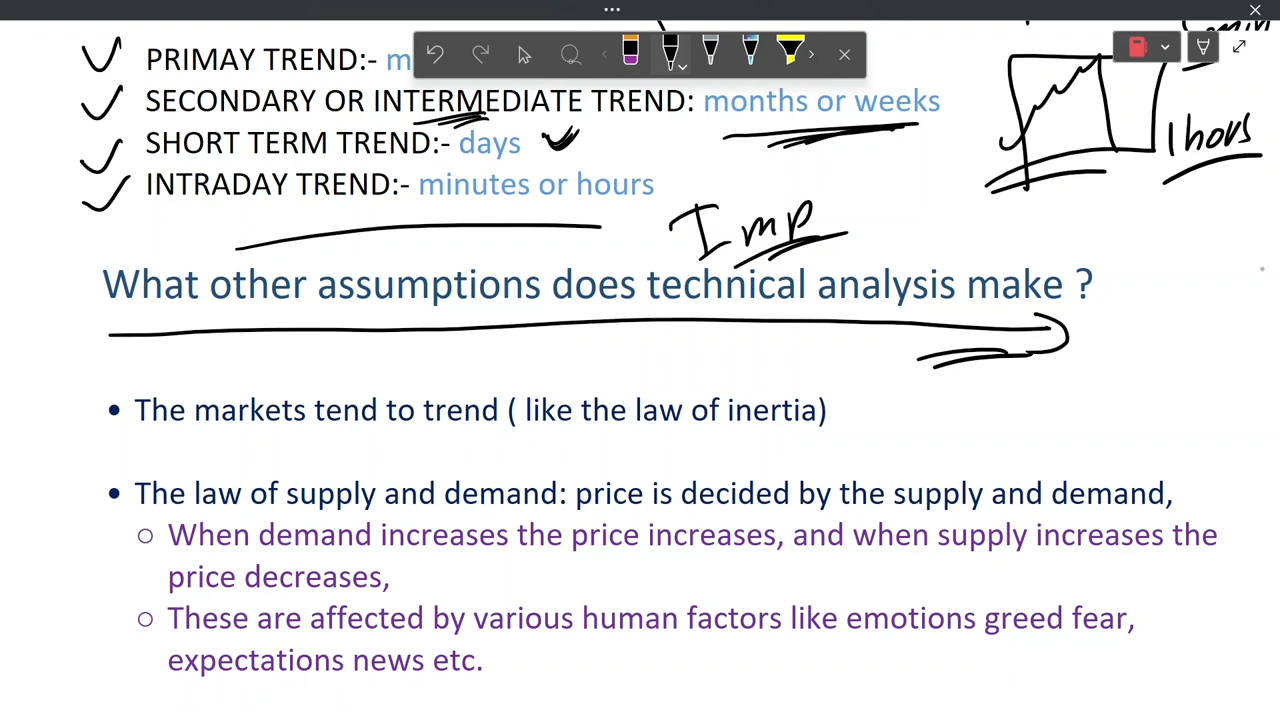 PRIMAY TREND:- m
SECONDARY OR INTERMEDIATE TREND: months or weeks
SHORT TERM TREND:- days
INTRADAY TREND:- minutes or hours
1 hors
Imp
What other assumptions does technical analysis make ?
• The markets tend to trend ( like the law of inertia)
• The law of supply and demand: price is decided by the supply and demand,
○ When demand increases the price increases, and when supply increases the
price decreases,
○ These are affected by various human factors like emotions greed fear,
expectations news etc.